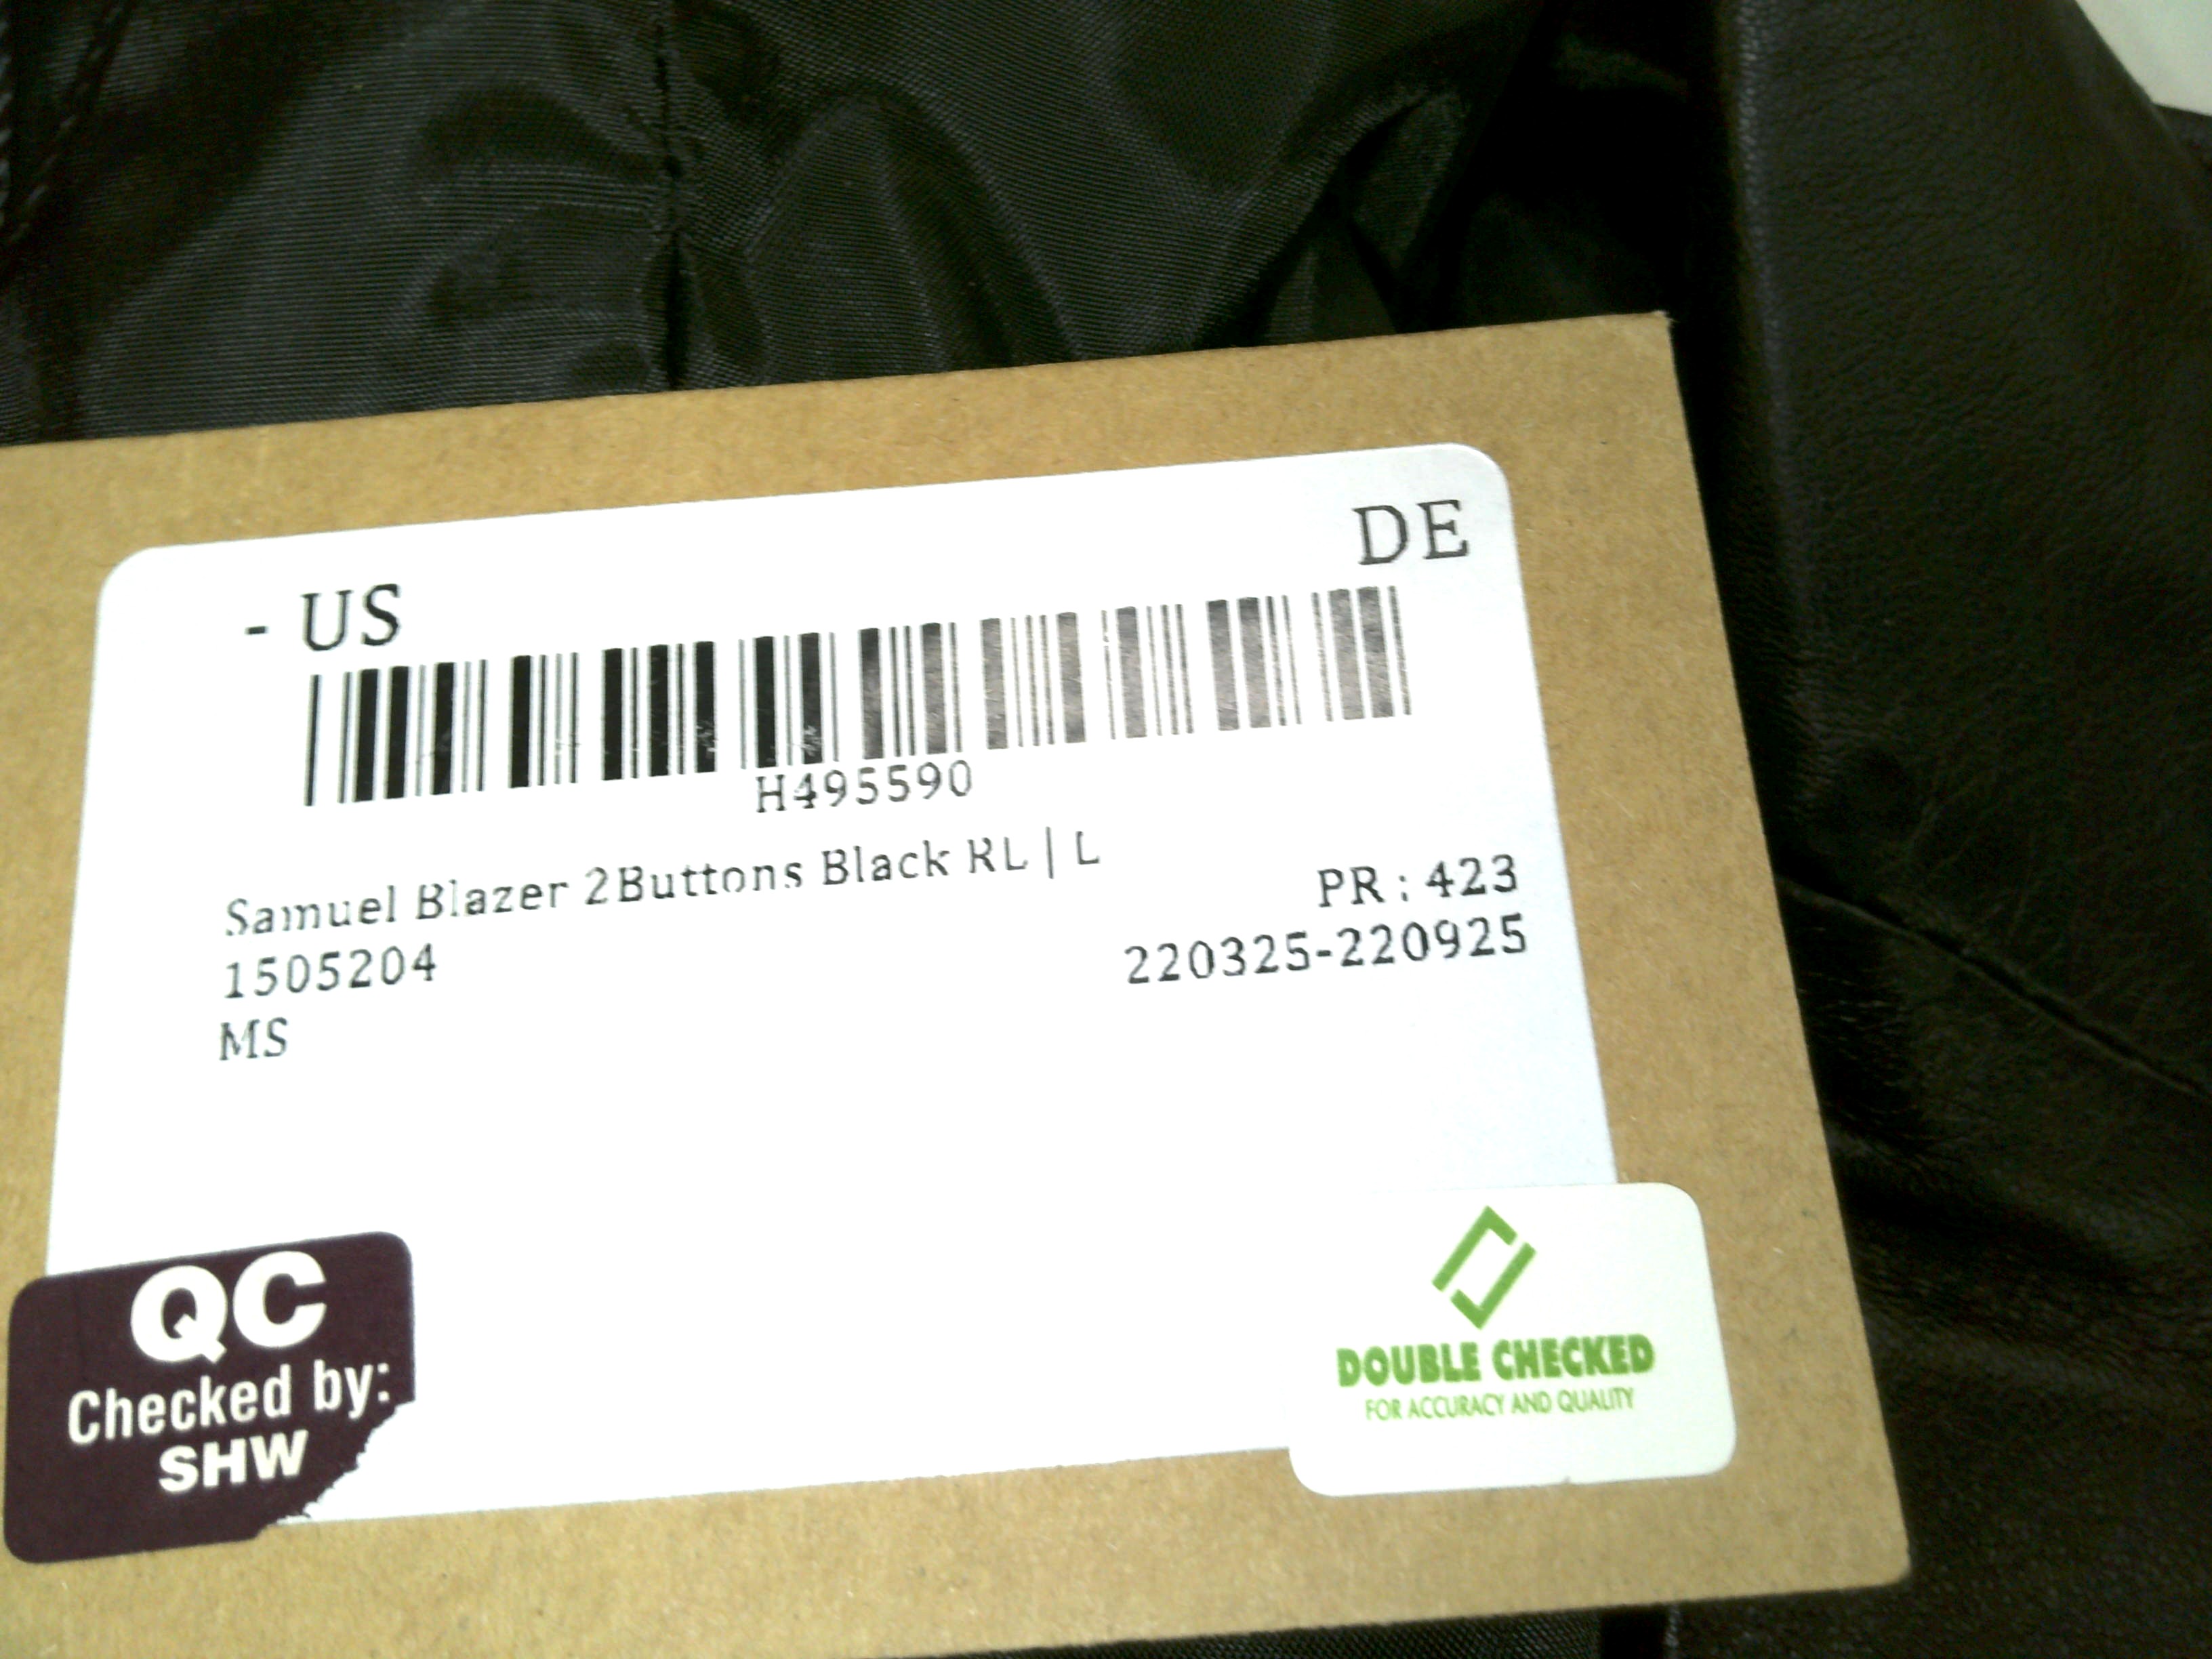 - US DE
H495590
Samuel Blazer 2Buttons Black RL | L
PR : 423
1505204 220325-220925
MS
QC
Checked by:
SHW
DOUBLE CHECKED
FOR ACCURACY AND QUALITY